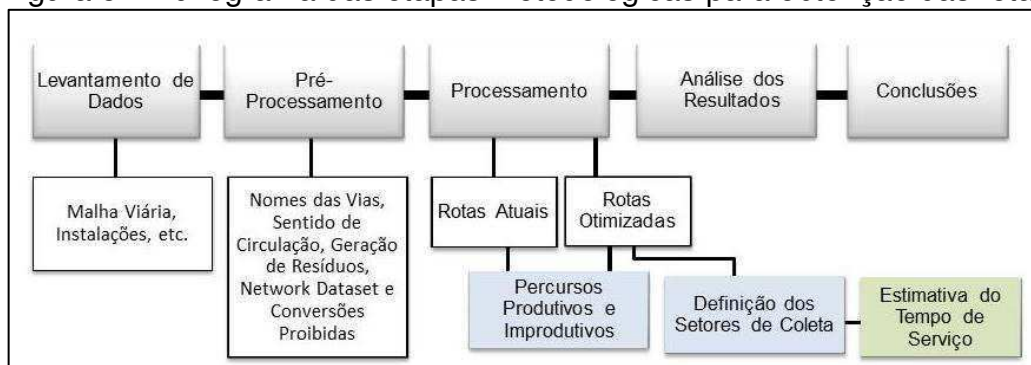 Levantamento de
Dados
Pré-
Processamento
Processamento
Análise dos
Resultados
Conclusões
Malha Viária,
Instalações, etc.
Nomes das Vias,
Sentido de
Circulação, Geração
de Resíduos,
Network Dataset e
Conversões
Proibidas
Rotas Atuais
Rotas
Otimizadas
Percursos
Produtivos e
Improdutivos
Definição dos
Setores de Coleta
Estimativa do
Tempo de
Serviço